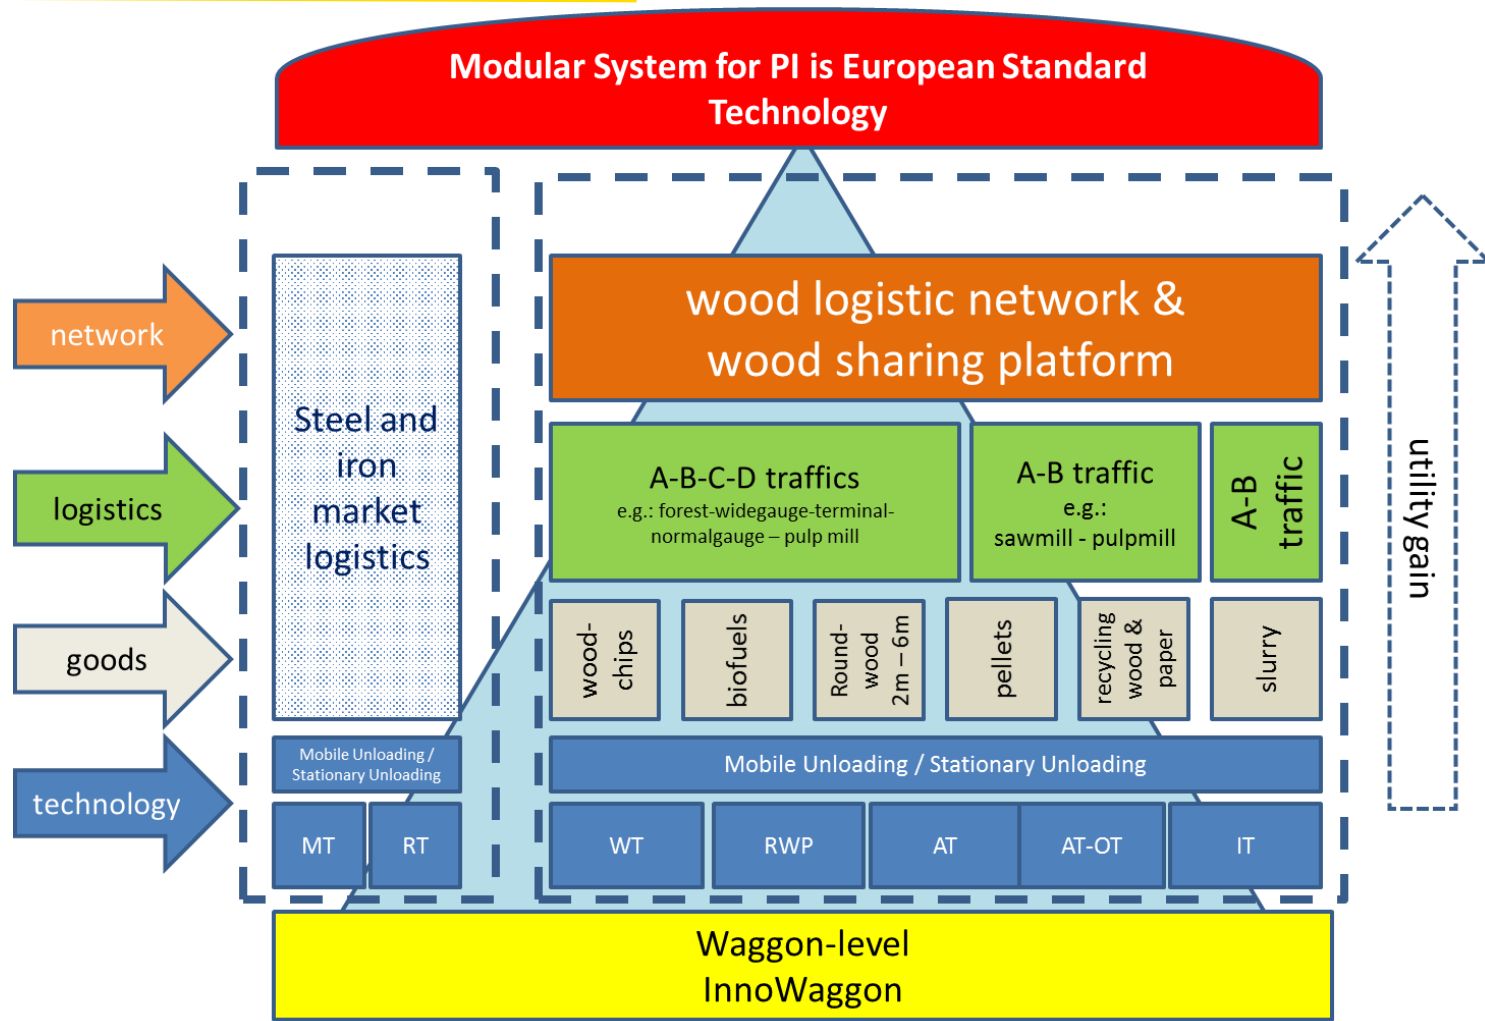 Modular System for PI is European Standard
Technology
network
logistics
goods
technology
Steel and
iron
market
logistics
Mobile Unloading /
Stationary Unloading
MT
RT
wood logistic network &
wood sharing platform
A-B-C-D traffics
e.g.: forest-widegauge-terminal-
normalgauge – pulp mill
A-B traffic
e.g.:
sawmill - pulpmill
A-B
traffic
wood-
chips
biofuels
Round-
wood
2m – 6m
pellets
recycling
wood &
paper
slurry
Mobile Unloading / Stationary Unloading
WT
RWP
AT
AT-OT
IT
utility gain
Waggon-level
InnoWaggon